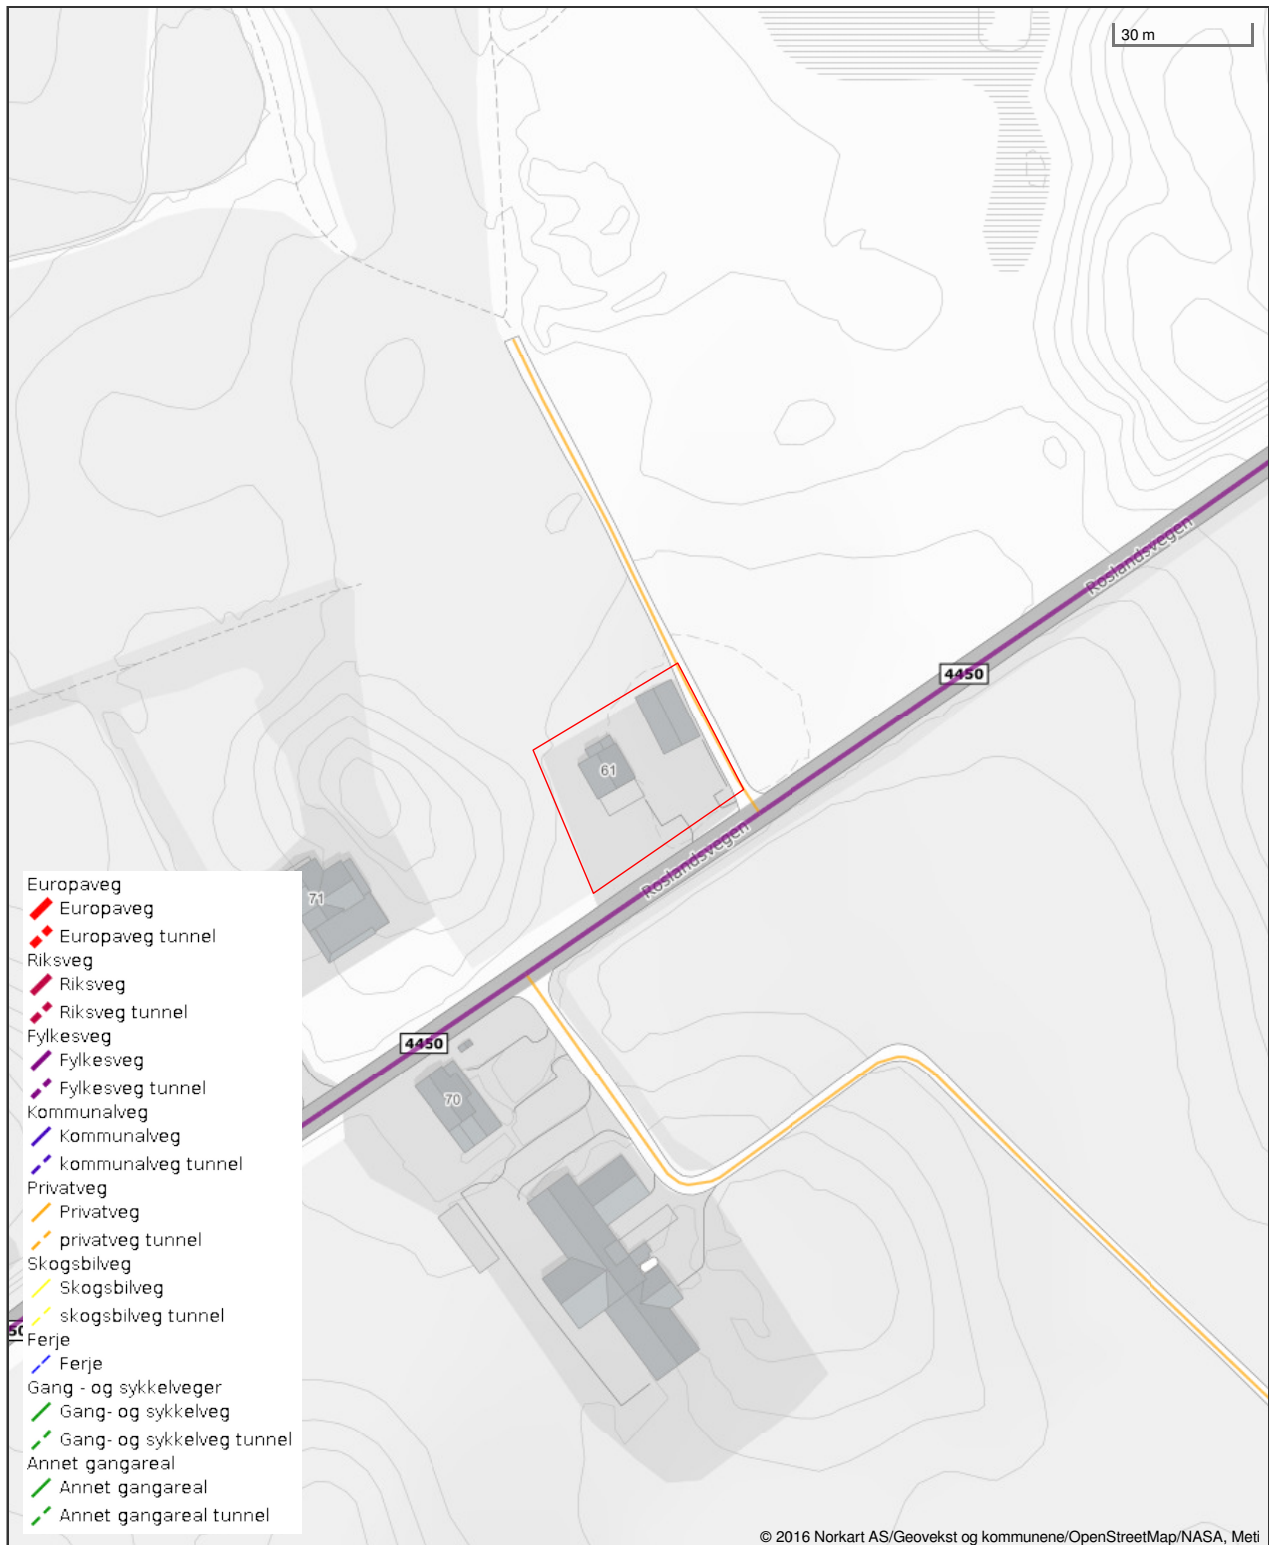 30 m
Roslandsvegen
4450
61
Roslandsvegen
71
4450
70
50
Europaveg
Europaveg
Europaveg tunnel
Riksveg
Riksveg
Riksveg tunnel
Fylkesveg
Fylkesveg
Fylkesveg tunnel
Kommunalveg
Kommunalveg
kommunalveg tunnel
Privatveg
Privatveg
privatveg tunnel
Skogsbilveg
Skogsbilveg
skogsbilveg tunnel
Ferje
Ferje
Gang - og sykkelveger
Gang- og sykkelveg
Gang- og sykkelveg tunnel
Annet gangareal
Annet gangareal
Annet gangareal tunnel
© 2016 Norkart AS/Geovekst og kommunene/OpenStreetMap/NASA, Meti